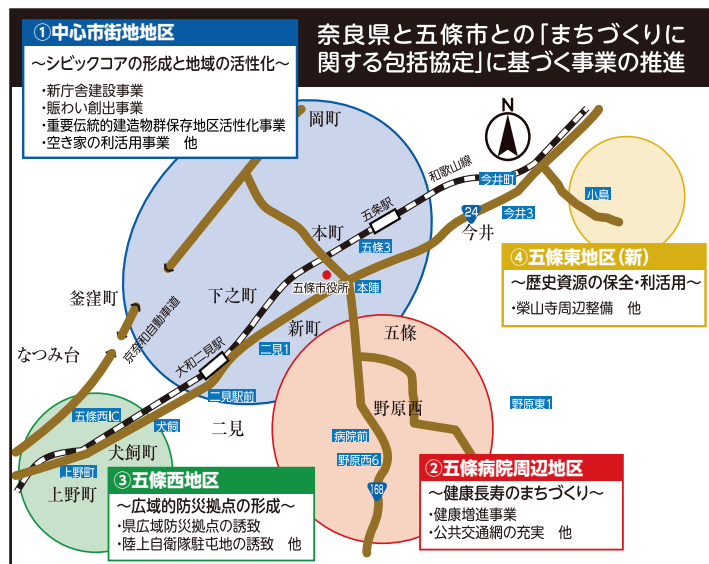 奈良県と五條市との「まちづくりに
関する包括協定」に基づく事業の推進
①中心市街地地区
～シビックコアの形成と地域の活性化～
・新庁舎建設事業
・賑わい創出事業
・重要伝統的建造物群保存地区活性化事業
・空き家の利活用事業　他
岡町
N
和歌山線
今井町
小島
24
今井3
五条駅
本町
今井
五條3
④五條東地区（新）
～歴史資源の保全・利活用～
・榮山寺周辺整備　他
五條市役所
本陣
下之町
釜窪町
京奈和自動車道
新町
五條
なつみ台
大和二見駅
二見1
二見駅前
野原西
野原東1
五條西IC
犬飼
二見
病院前
犬飼町
野原西6
上野町
上野町
168
②五條病院周辺地区
～健康長寿のまちづくり～
・健康増進事業
・公共交通網の充実　他
③五條西地区
～広域的防災拠点の形成～
・県広域防災拠点の誘致
・陸上自衛隊駐屯地の誘致　他